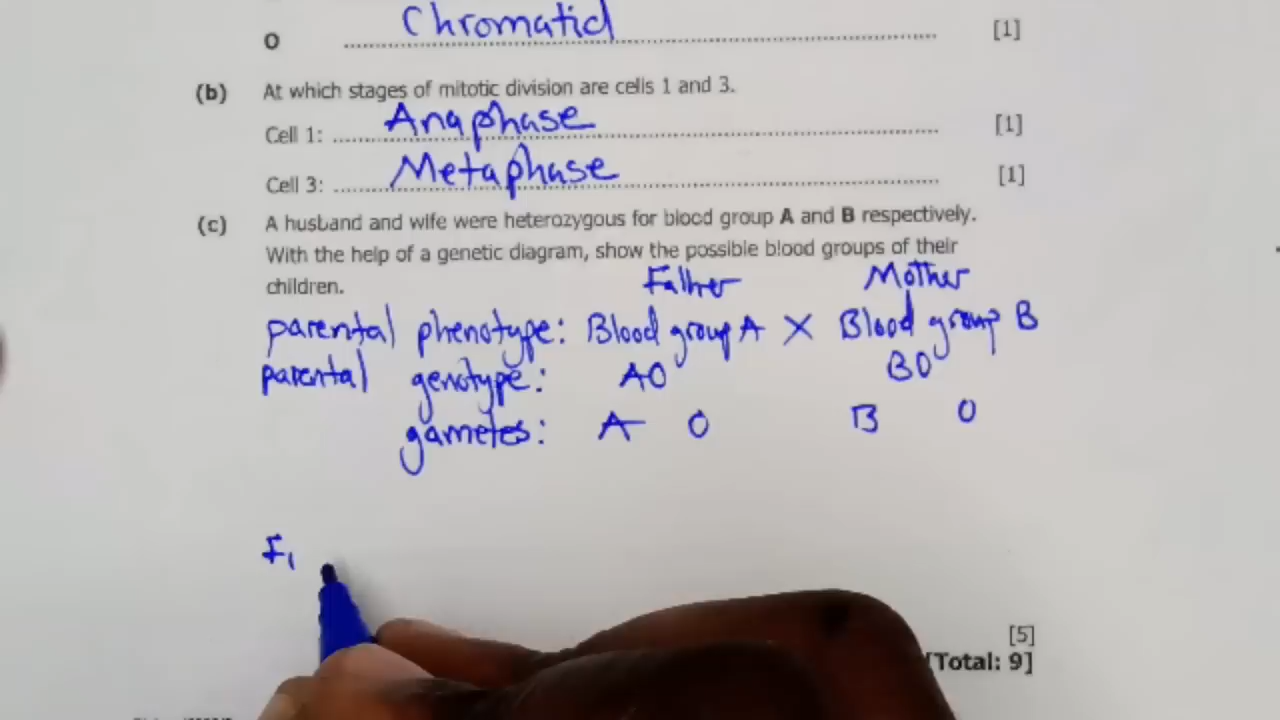 Chromatid
O ........................ [1]
(b) At which stages of mitotic division are cells 1 and 3.
Cell 1: Anaphase [1]
Cell 3: Metaphase [1]
(c) A husband and wife were heterozygous for blood group A and B respectively.
With the help of a genetic diagram, show the possible blood groups of their
children.
Father Mother
parental phenotype: Blood group A X Blood group B
parental genotype: AO BO
gametes: A O B O
F1
[5]
[Total: 9]